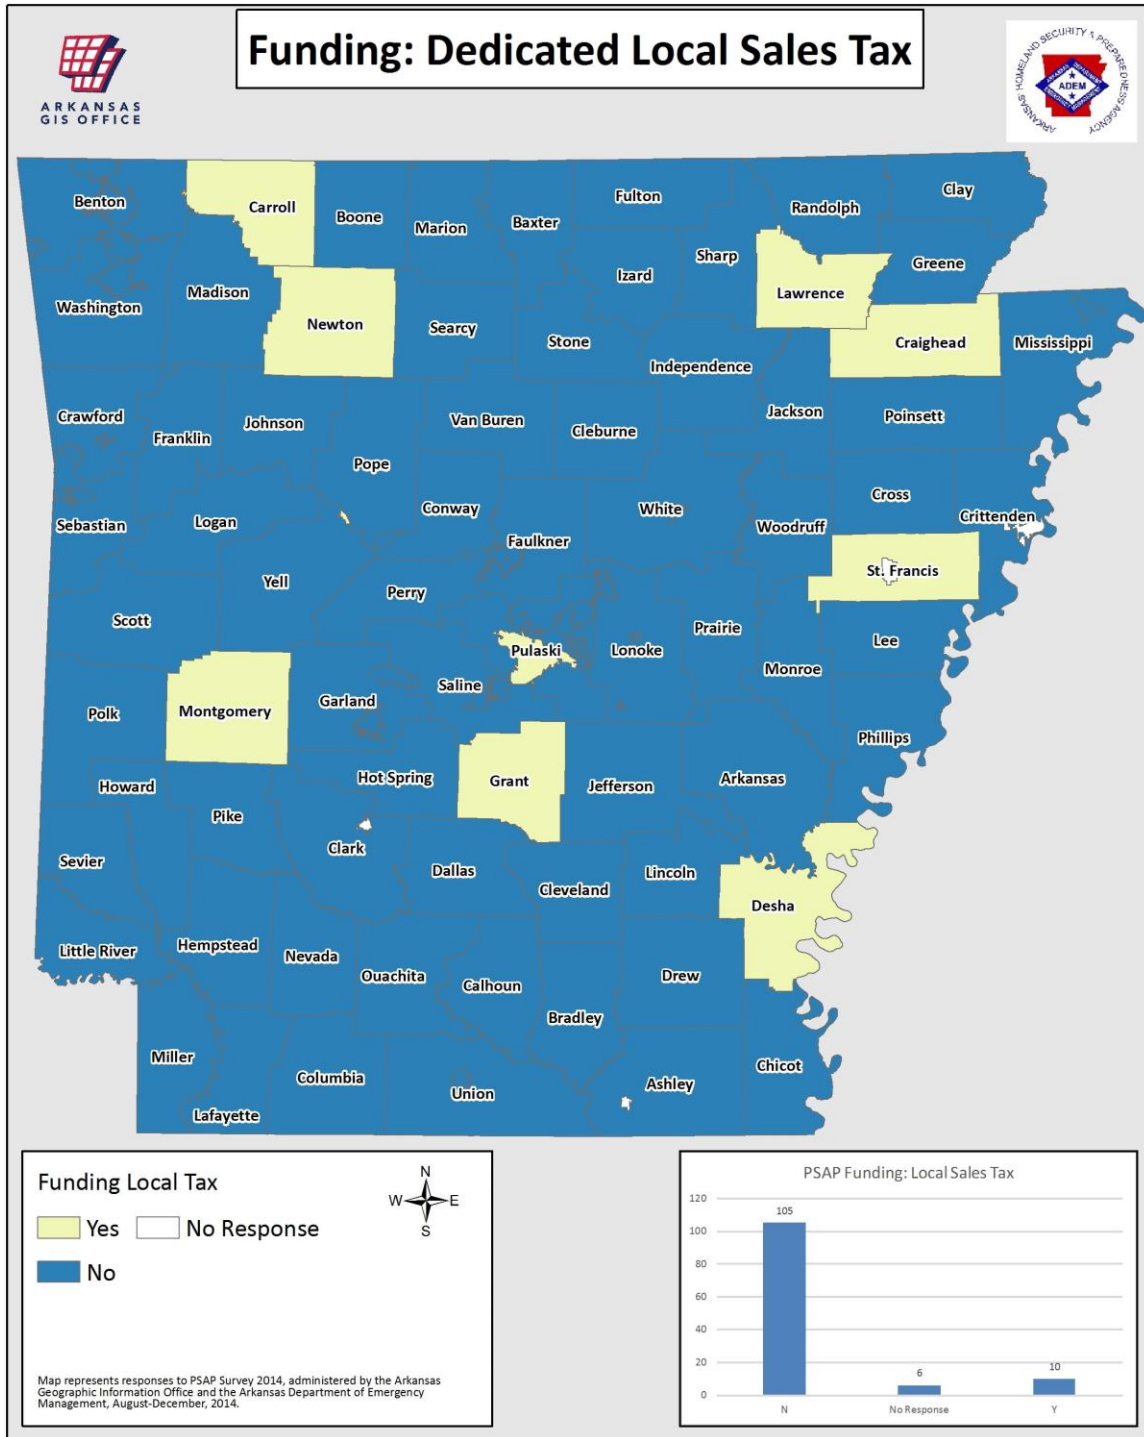 Funding: Dedicated Local Sales Tax
ARKANSAS
GIS OFFICE
ARKANSAS' HOMELAND SECURITY & PREPAREDNESS AGENCY
ADEM
Benton
Carroll
Boone
Marion
Baxter
Fulton
Randolph
Clay
Sharp
Greene
Izard
Madison
Lawrence
Washington
Newton
Searcy
Stone
Craighead
Mississippi
Independence
Crawford
Franklin
Johnson
Van Buren
Cleburne
Jackson
Poinsett
Pope
Conway
White
Cross
Crittenden
Sebastian
Logan
Woodruff
Faulkner
St. Francis
Yell
Perry
Scott
Prairie
Lee
Pulaski
Lonoke
Monroe
Saline
Garland
Montgomery
Polk
Phillips
Hot Spring
Grant
Jefferson
Arkansas
Howard
Pike
Clark
Sevier
Dallas
Lincoln
Cleveland
Desha
Little River
Hempstead
Nevada
Ouachita
Calhoun
Drew
Bradley
Miller
Columbia
Union
Ashley
Chicot
Lafayette
Funding Local Tax
Yes
No Response
No
N
W
E
S
Map represents responses to PSAP Survey 2014, administered by the Arkansas
Geographic Information Office and the Arkansas Department of Emergency
Management, August-December, 2014.
PSAP Funding: Local Sales Tax
120
100
80
60
40
20
0
105
6
10
N
No Response
Y